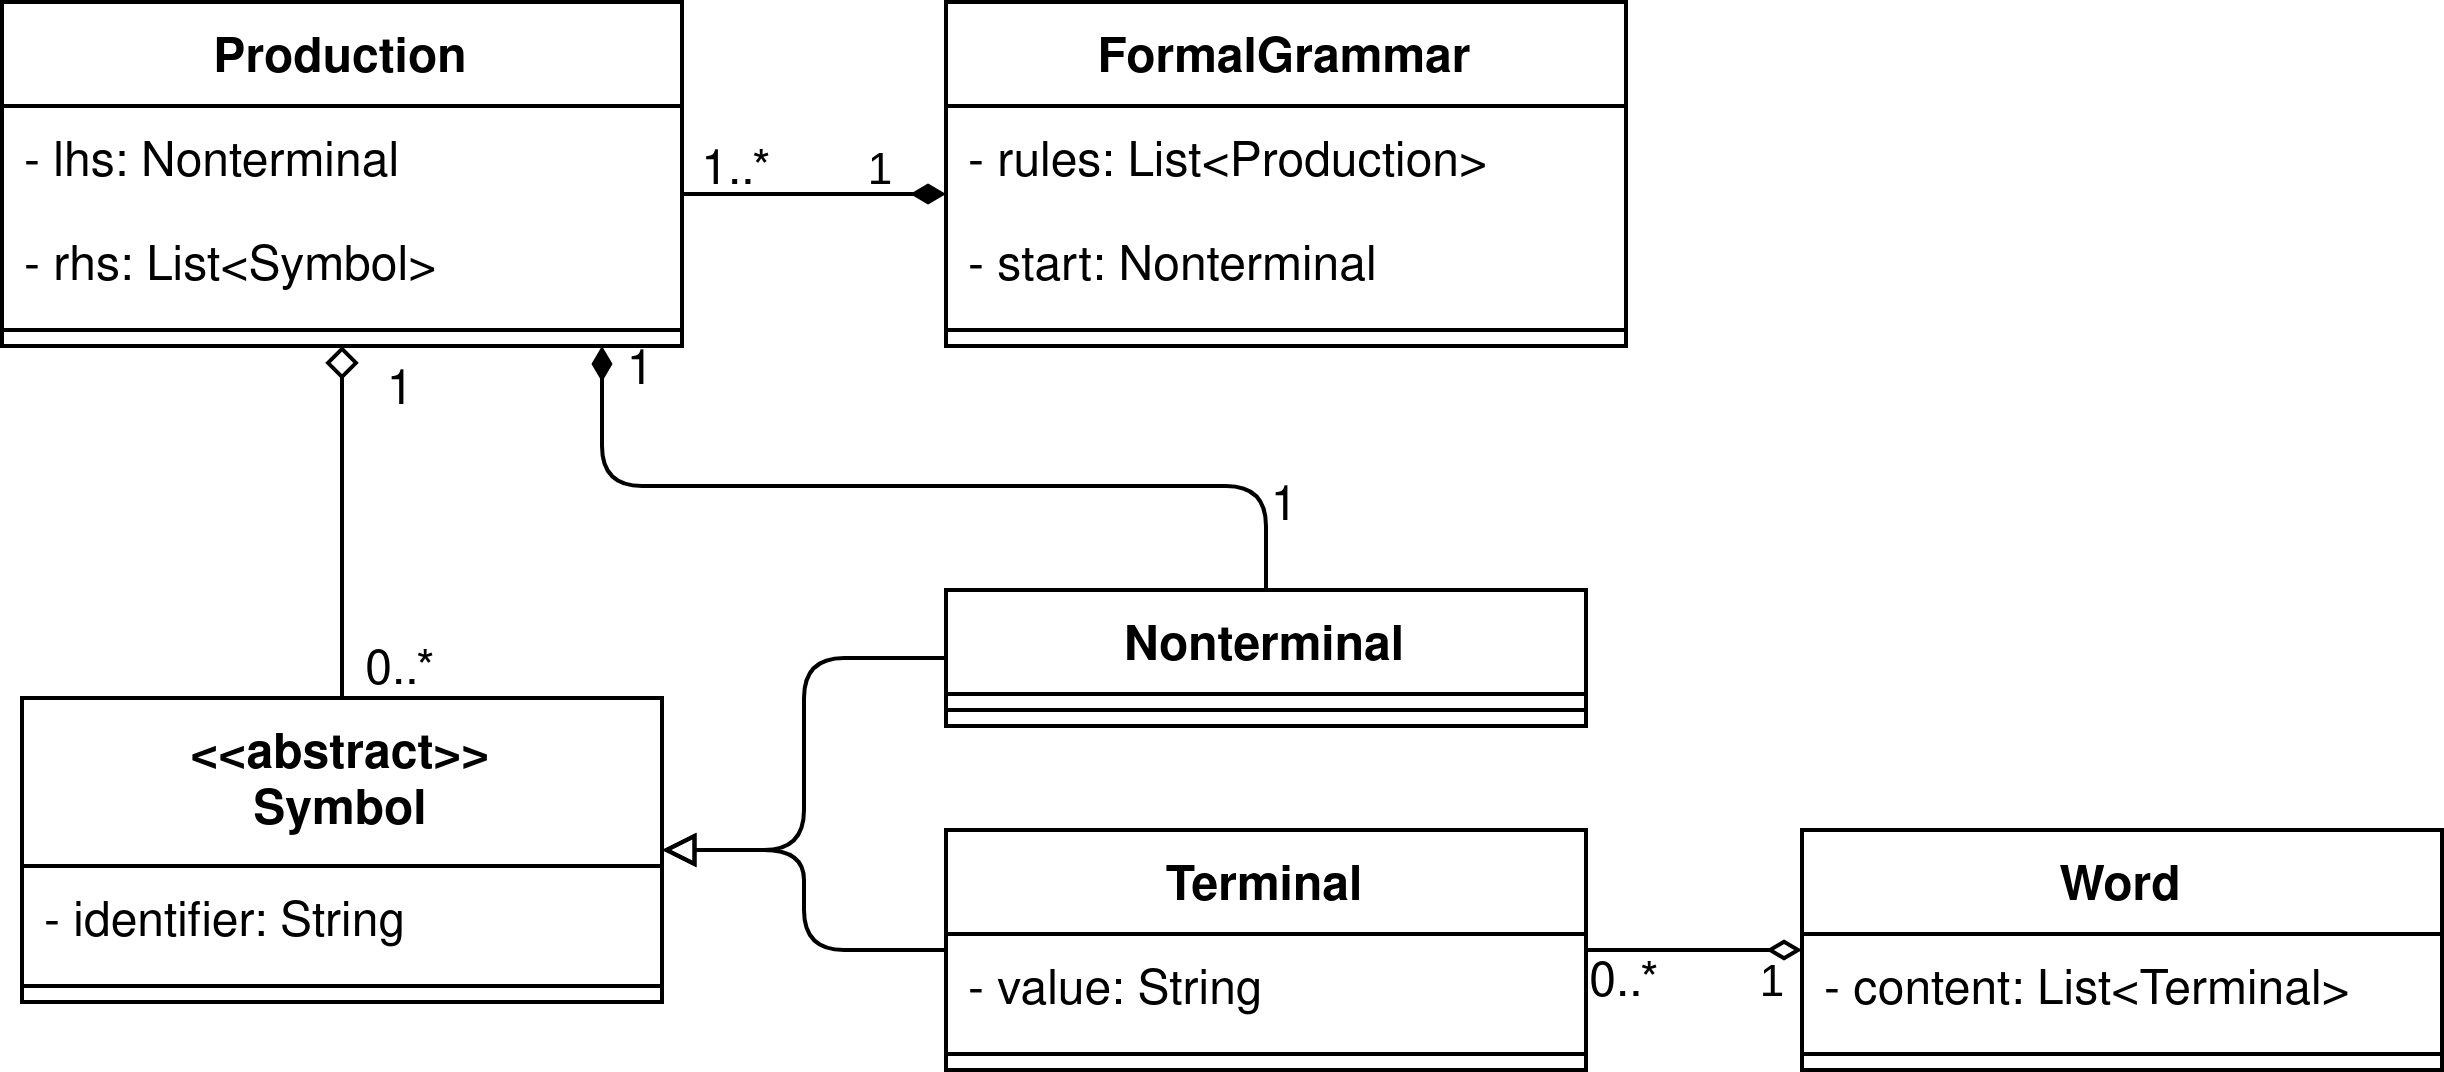 Production
- lhs: Nonterminal
- rhs: List<Symbol>
1..*
1
FormalGrammar
- rules: List<Production>
- start: Nonterminal
1
1
1
0..*
Nonterminal
<<abstract>>
Symbol
- identifier: String
Terminal
- value: String
0..*
1
Word
- content: List<Terminal>